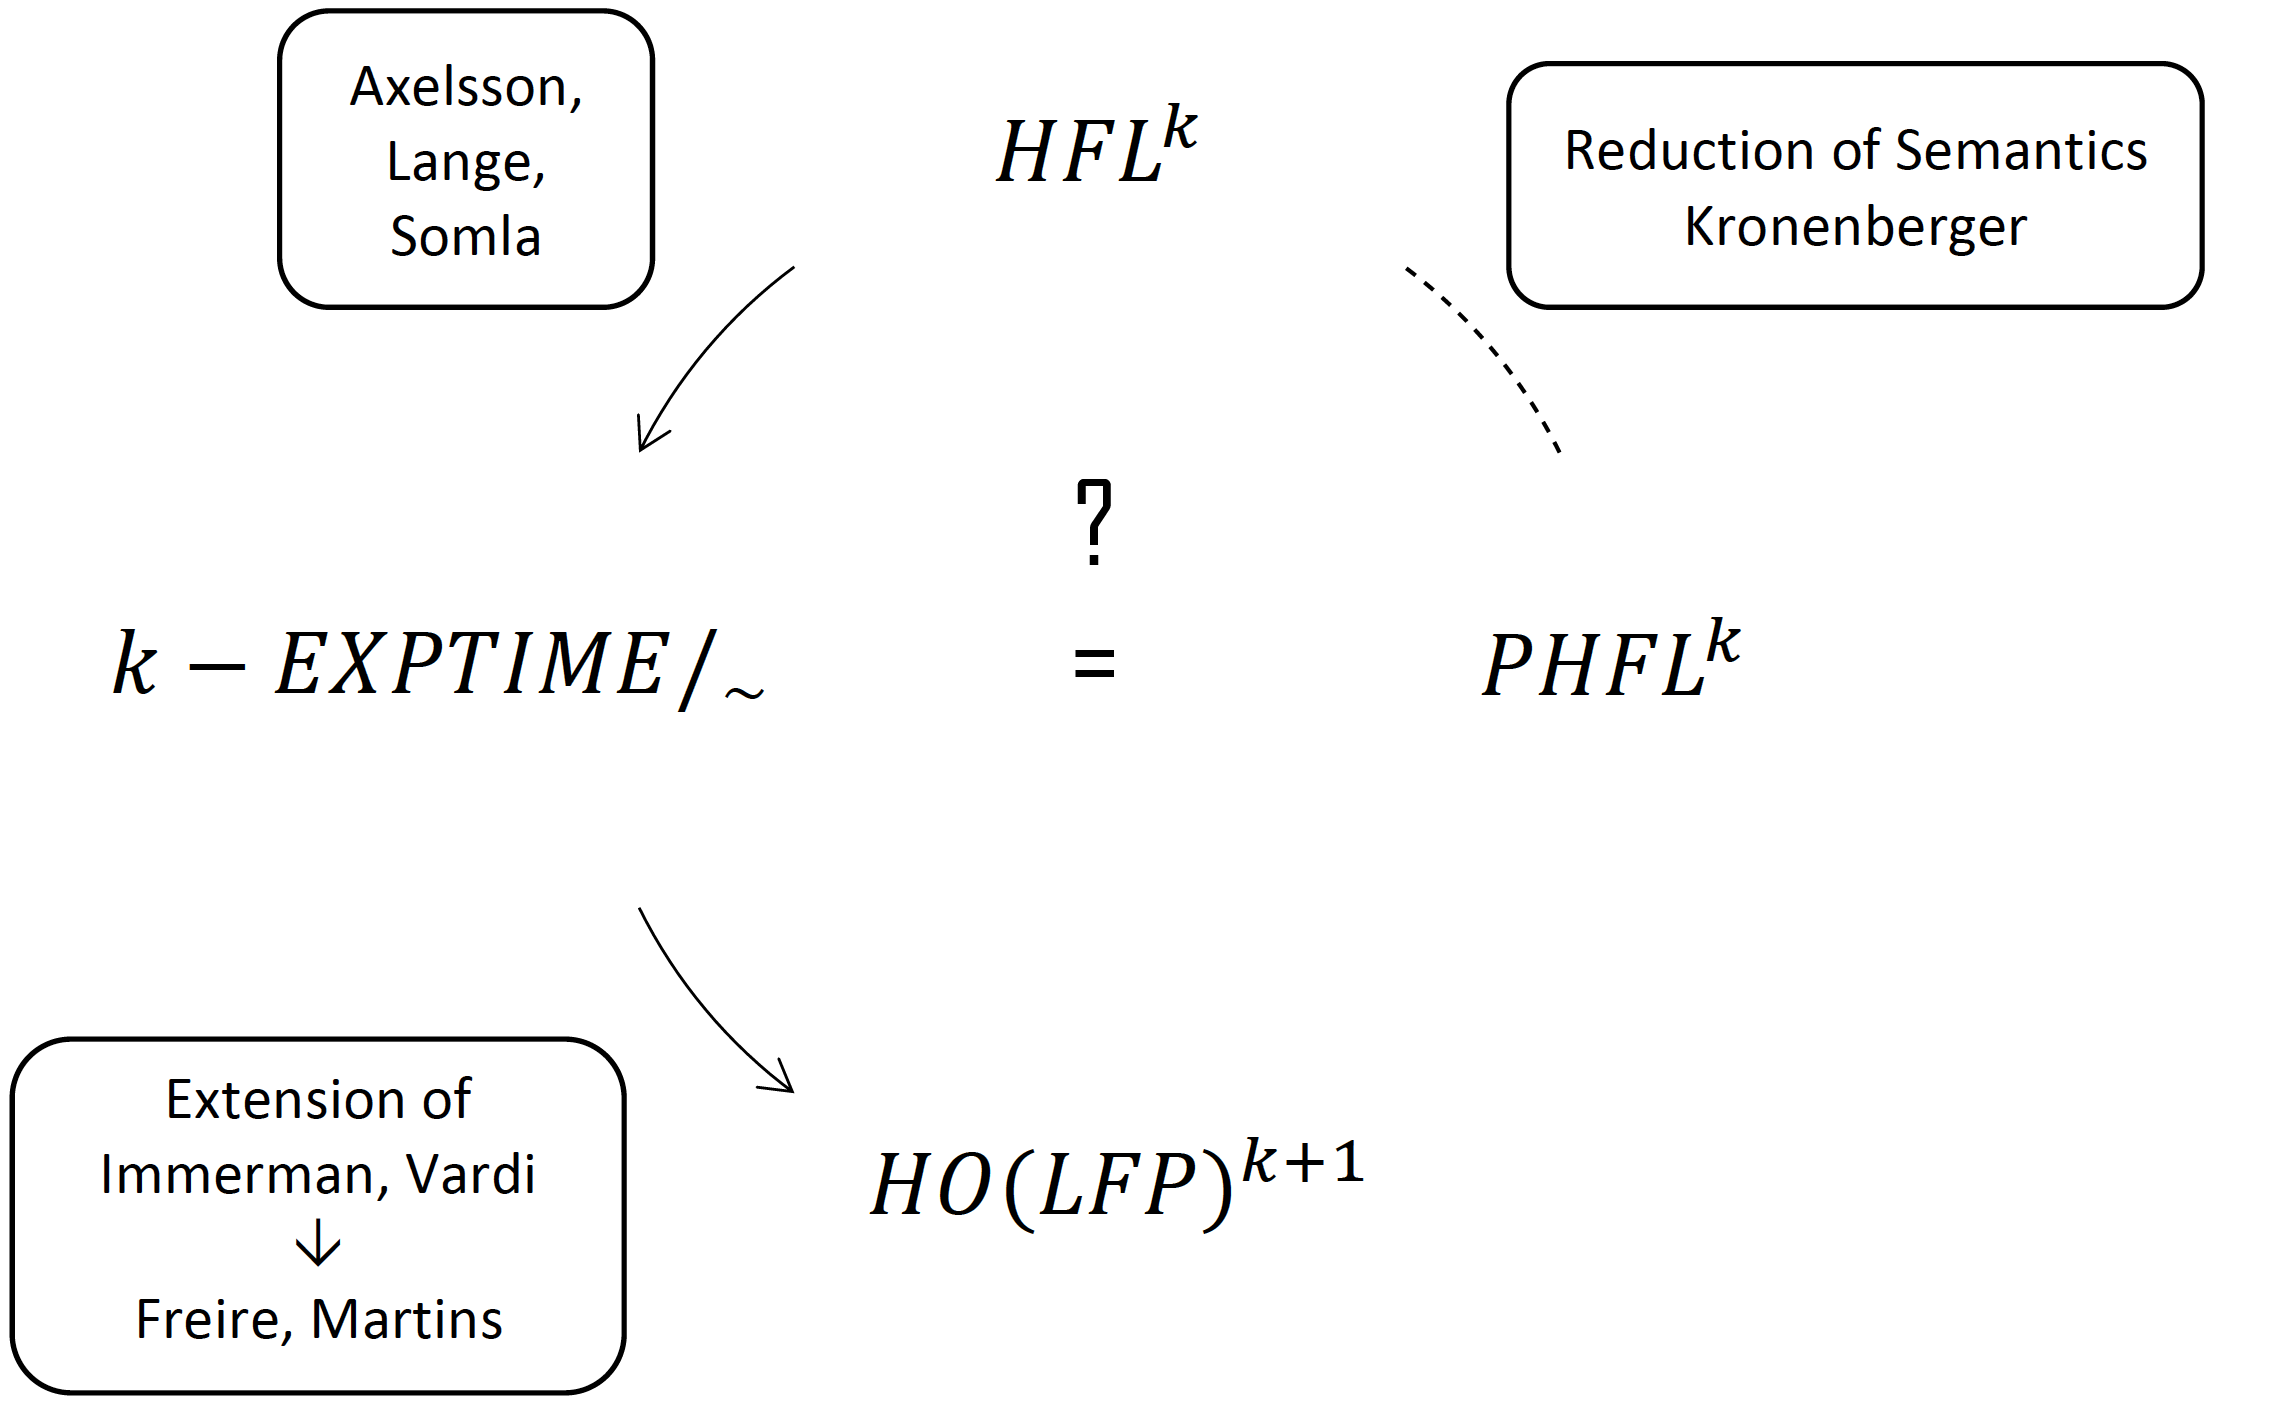 Axelsson,
Lange,
Somla
HFL^k
Reduction of Semantics
Kronenberger
?
k − EXPTIME/~
=
PHFL^k
Extension of
Immerman, Vardi
↓
Freire, Martins
HO(LFP)^{k+1}